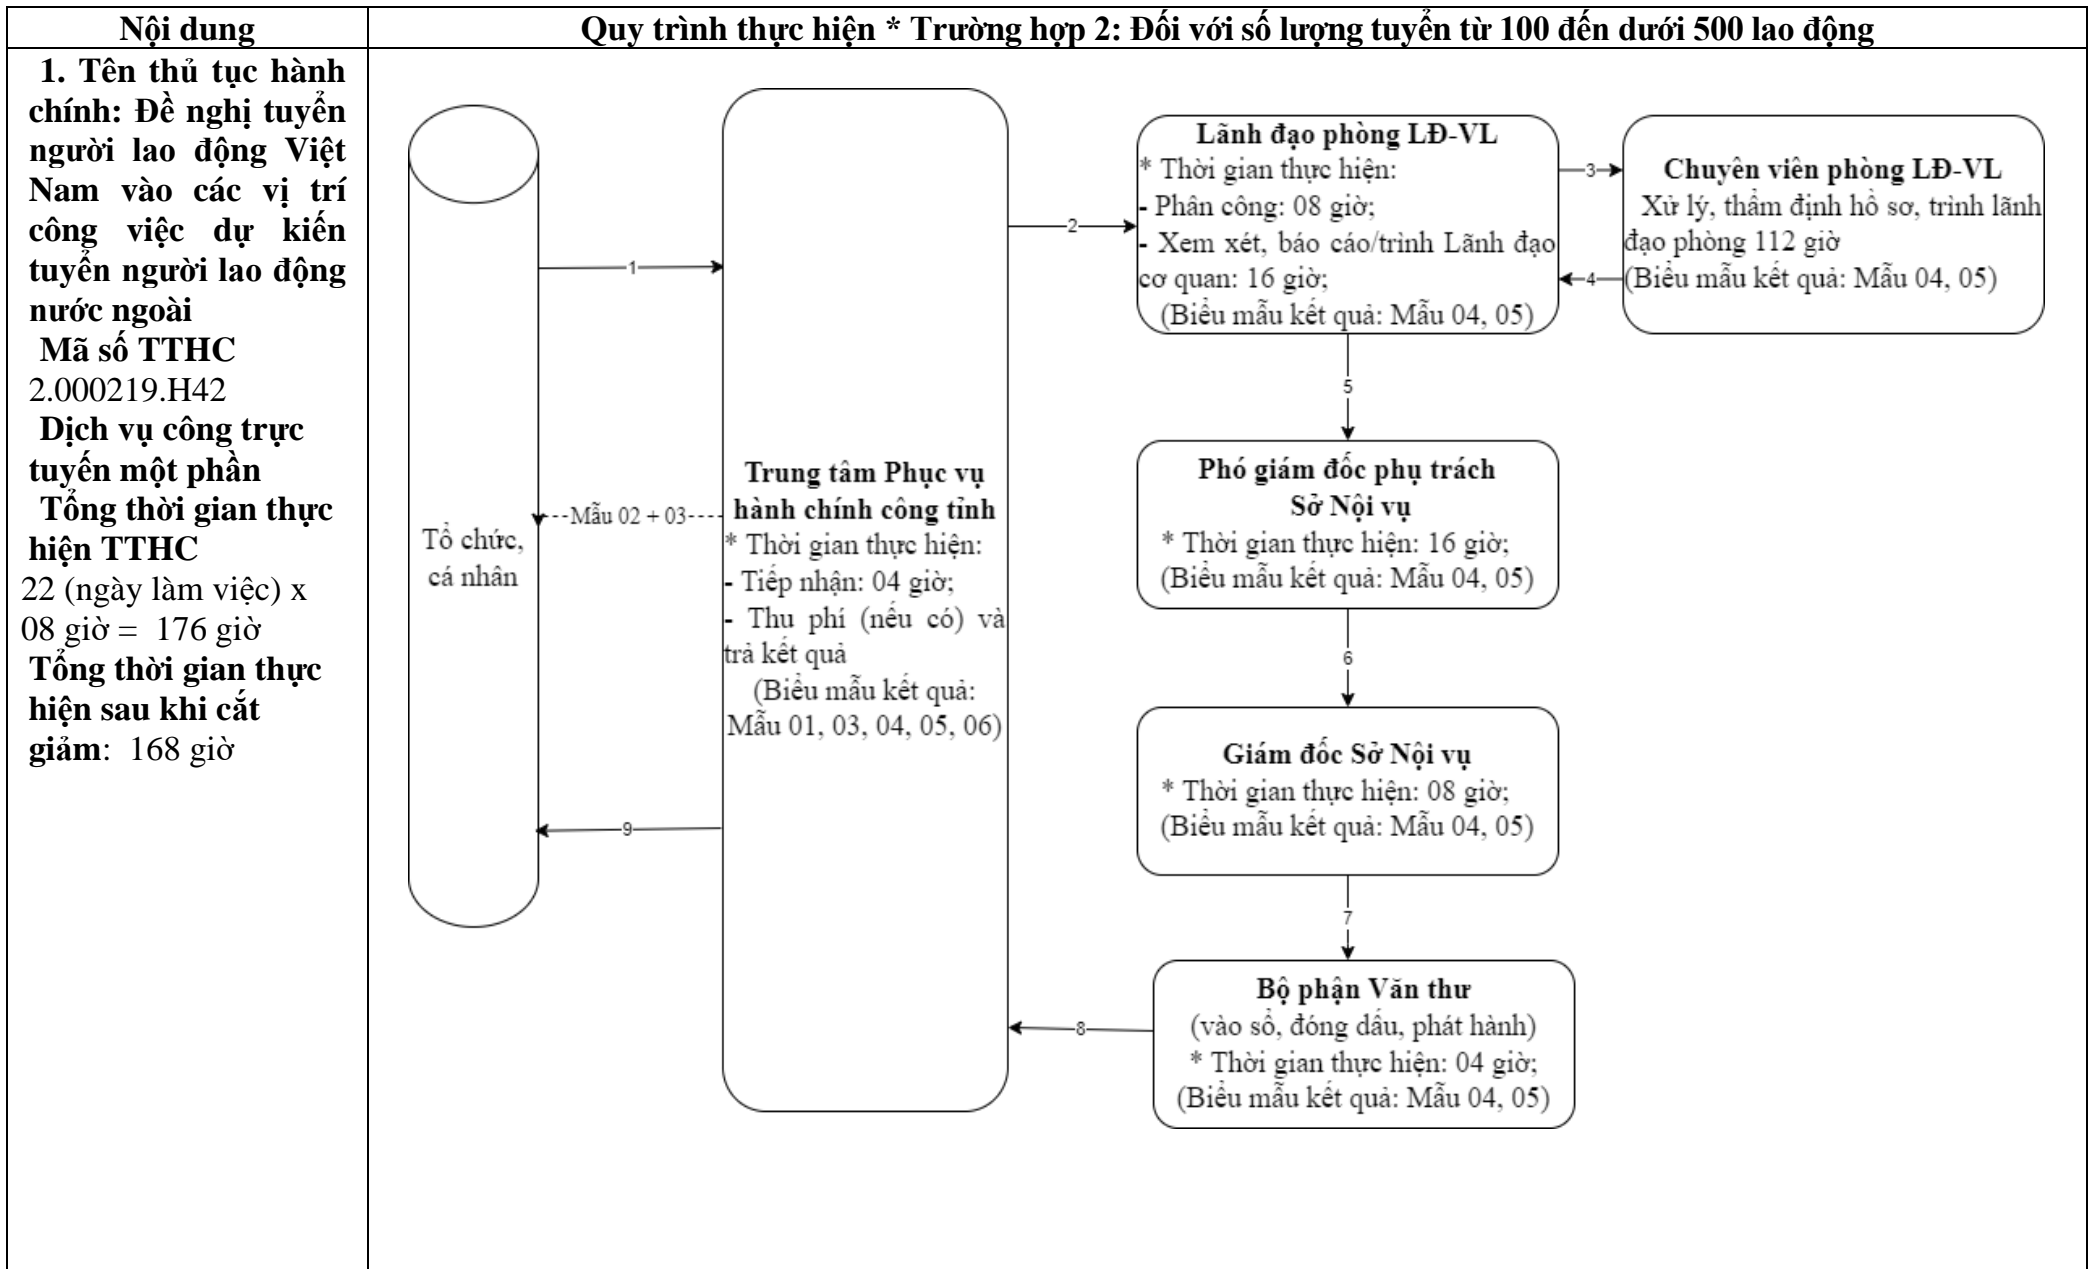 Nội dung
Quy trình thực hiện * Trường hợp 2: Đối với số lượng tuyển từ 100 đến dưới 500 lao động
1. Tên thủ tục hành
chính: Đề nghị tuyển
người lao động Việt
Nam vào các vị trí
công việc dự kiến
tuyển người lao động
nước ngoài
Mã số TTHC
2.000219.H42
Dịch vụ công trực
tuyến một phần
Tổng thời gian thực
hiện TTHC
22 (ngày làm việc) x
08 giờ = 176 giờ
Tổng thời gian thực
hiện sau khi cắt
giảm: 168 giờ
Tổ chức,
cá nhân
1
Mẫu 02 + 03
9
Trung tâm Phục vụ
hành chính công tỉnh
* Thời gian thực hiện:
- Tiếp nhận: 04 giờ;
- Thu phí (nếu có) và
trả kết quả
(Biểu mẫu kết quả:
Mẫu 01, 03, 04, 05, 06)
2
Lãnh đạo phòng LĐ-VL
* Thời gian thực hiện:
- Phân công: 08 giờ;
- Xem xét, báo cáo/trình Lãnh đạo
cơ quan: 16 giờ;
(Biểu mẫu kết quả: Mẫu 04, 05)
3
4
Chuyên viên phòng LĐ-VL
Xử lý, thẩm định hồ sơ, trình lãnh
đạo phòng 112 giờ
(Biểu mẫu kết quả: Mẫu 04, 05)
5
Phó giám đốc phụ trách
Sở Nội vụ
* Thời gian thực hiện: 16 giờ;
(Biểu mẫu kết quả: Mẫu 04, 05)
6
Giám đốc Sở Nội vụ
* Thời gian thực hiện: 08 giờ;
(Biểu mẫu kết quả: Mẫu 04, 05)
7
Bộ phận Văn thư
(vào sổ, đóng dấu, phát hành)
* Thời gian thực hiện: 04 giờ;
(Biểu mẫu kết quả: Mẫu 04, 05)
8